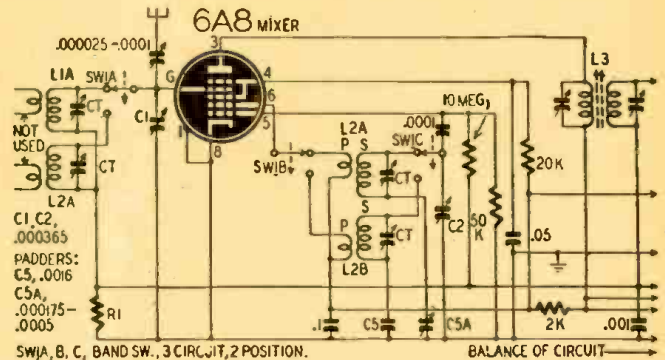 6A8 MIXER
.000025-.0001
3
L3
L1A
SW1A
G
4
6
5
CT
C1
1
8
.0001
10 MEG,
NOT USED
L2A
SW1C
P S
20K
SW1B
CT
CT
L2A
S
C2
50 K
.05
C1, C2,
.000365
P
CT
PADDERS:
L2B
C5, .0016
C5A,
.000175-
.0005
R1
.1
C5
C5A
2K
.001
SW1A, B, C, BAND SW., 3 CIRCUIT, 2 POSITION.
BALANCE OF CIRCUIT